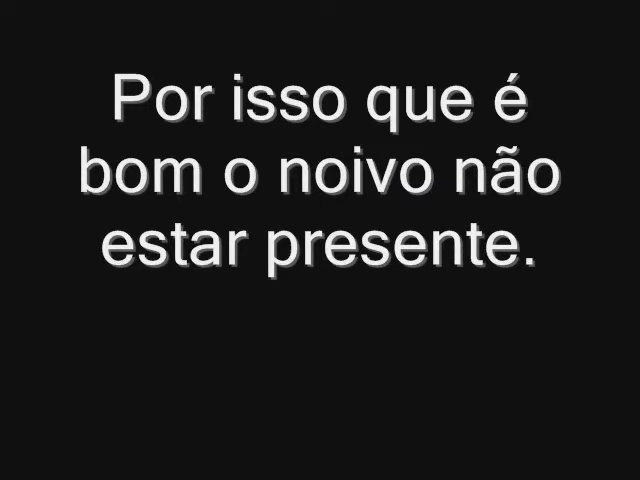 Por isso que é
bom o noivo não
estar presente.